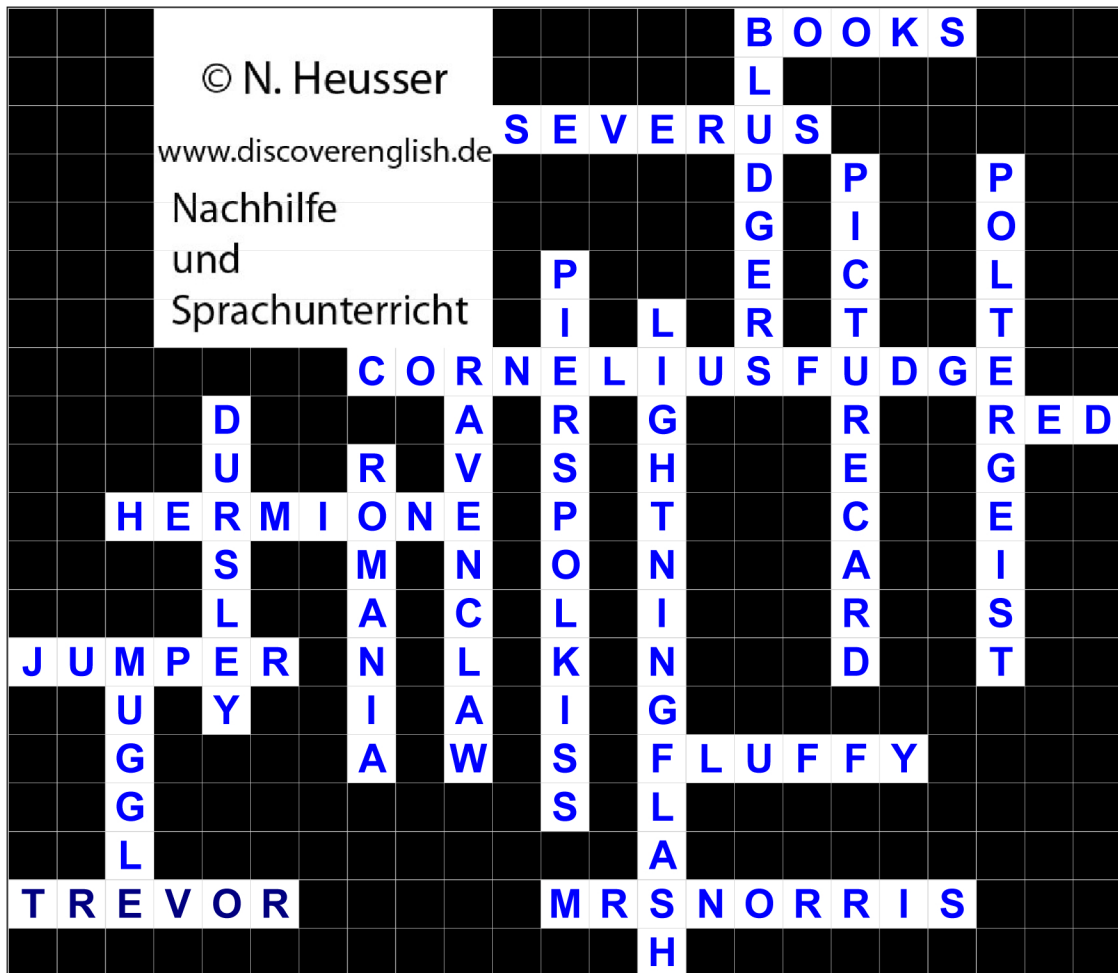 © N. Heusser
www.discoverenglish.de
Nachhilfe
und
Sprachunterricht
BOOKS
BLUDGERS
SEVERUS
PICTURECARD
POLTERGEIST
PIERSPOLKISS
LIGHTNINGFLASH
CORNELIUSFUDGE
RAVENCLAW
DURSLEY
RED
ROMANIA
HERMIONE
JUMPER
MUGGLE
FLUFFY
TREVOR
MRSNORRIS